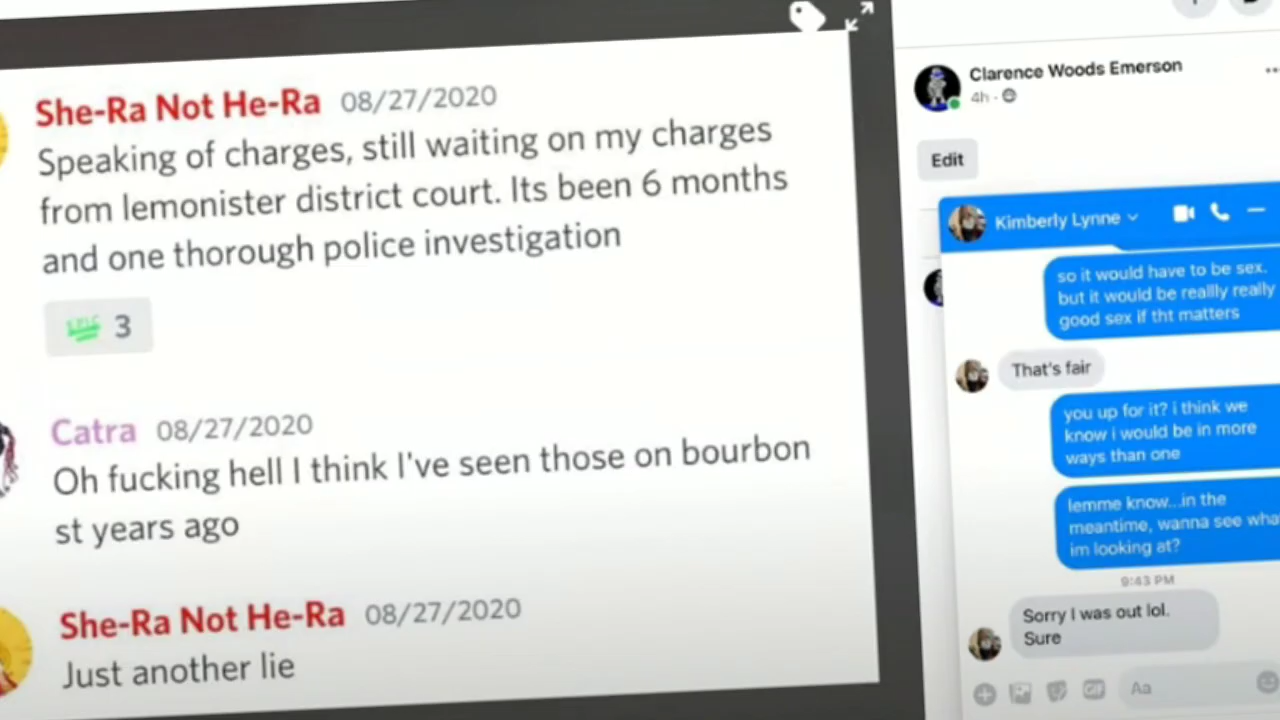 She-Ra Not He-Ra 08/27/2020
Speaking of charges, still waiting on my charges
from lemonister district court. Its been 6 months
and one thorough police investigation
3
Catra 08/27/2020
Oh fucking hell I think I've seen those on bourbon
st years ago
She-Ra Not He-Ra 08/27/2020
Just another lie
Clarence Woods Emerson
4h
Edit
Kimberly Lynne
so it would have to be sex.
but it would be reallly really
good sex if tht matters
That's fair
you up for it? i think we
know i would be in more
ways than one
lemme know...in the
meantime, wanna see
im looking at?
9:43 PM
Sorry I was out lol.
Sure
GIF
Aa